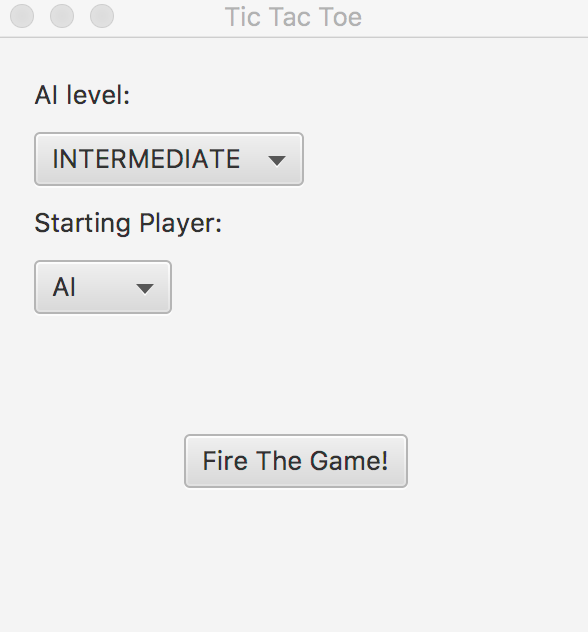 Tic Tac Toe
AI level:
INTERMEDIATE
Starting Player:
AI
Fire The Game!